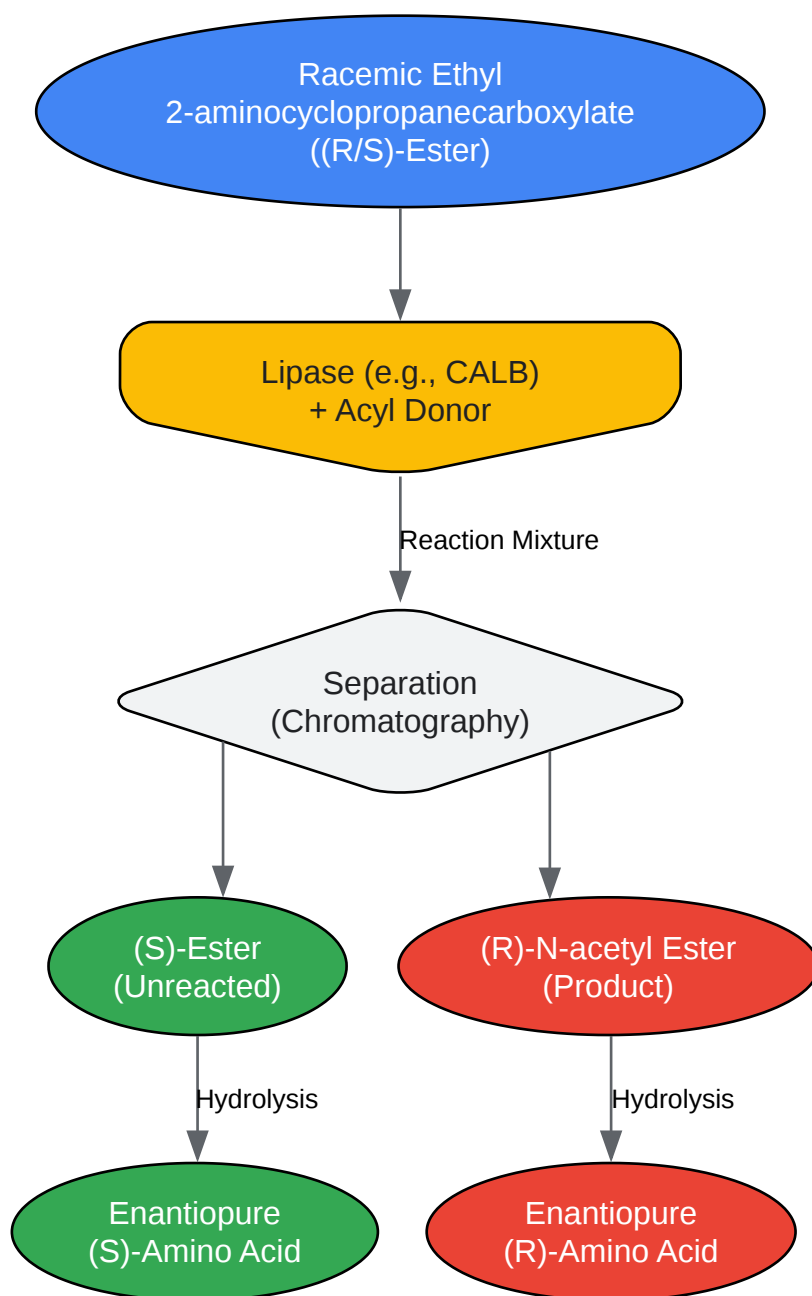 Racemic Ethyl
2-aminocyclopropanecarboxylate
((R/S)-Ester)
Lipase (e.g., CALB)
+ Acyl Donor
Reaction Mixture
Separation
(Chromatography)
(S)-Ester
(Unreacted)
(R)-N-acetyl Ester
(Product)
Hydrolysis
Hydrolysis
Enantiopure
(S)-Amino Acid
Enantiopure
(R)-Amino Acid